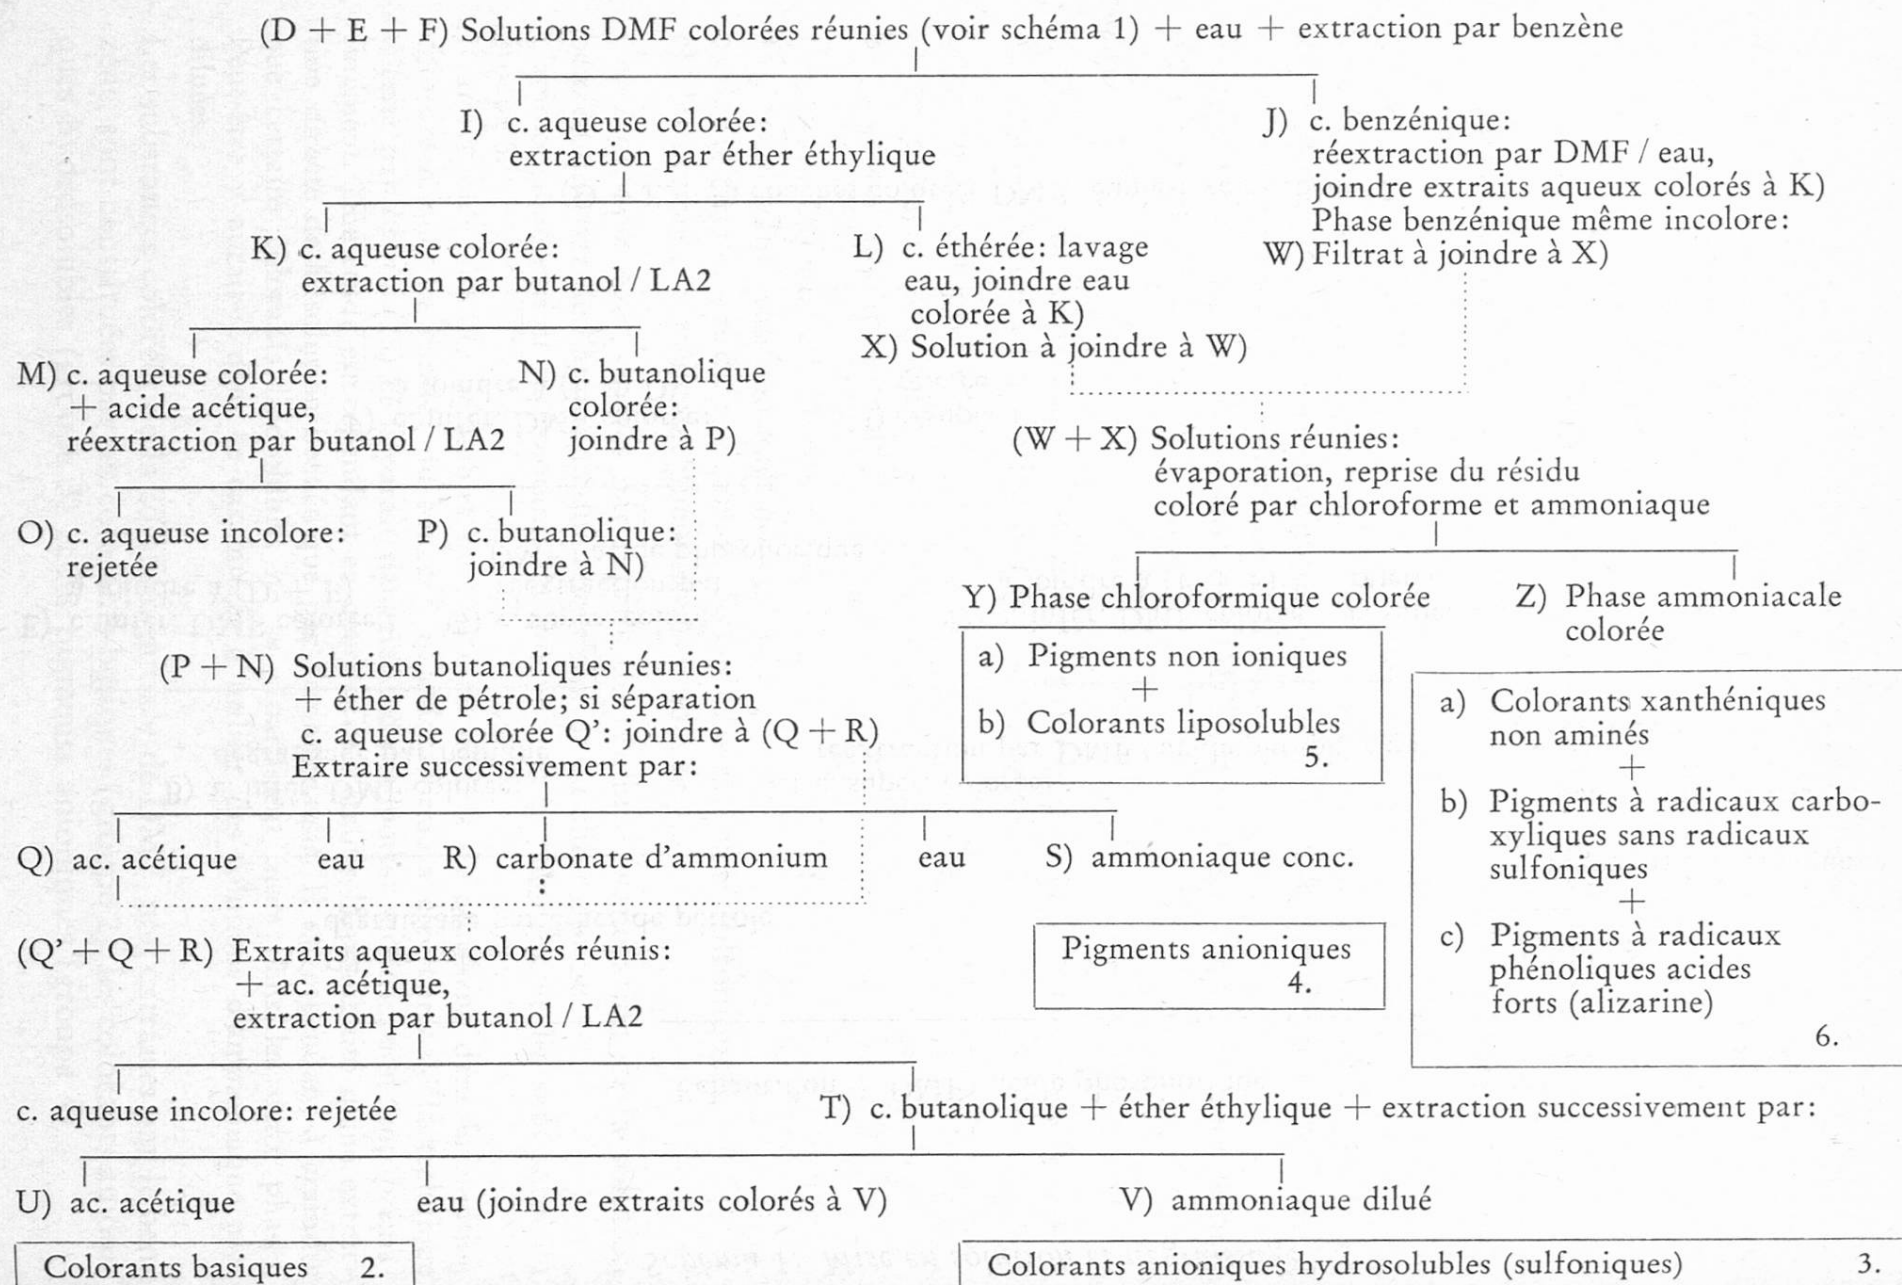 (D + E + F) Solutions DMF colorées réunies (voir schéma 1) + eau + extraction par benzène
I) c. aqueuse colorée:
extraction par éther éthylique
J) c. benzénique:
réextraction par DMF / eau,
joindre extraits aqueux colorés à K)
Phase benzénique même incolore:
W) Filtrat à joindre à X)
K) c. aqueuse colorée:
extraction par butanol / LA2
L) c. éthérée: lavage
eau, joindre eau
colorée à K)
X) Solution à joindre à W)
M) c. aqueuse colorée:
+ acide acétique,
réextraction par butanol / LA2
N) c. butanolique
colorée:
joindre à P)
(W + X) Solutions réunies:
évaporation, reprise du résidu
coloré par chloroforme et ammoniaque
O) c. aqueuse incolore:
rejetée
P) c. butanolique:
joindre à N)
Y) Phase chloroformique colorée
a) Pigments non ioniques
+
b) Colorants liposolubles
5.
Z) Phase ammoniacale
colorée
a) Colorants xanthéniques
non aminés
+
b) Pigments à radicaux carbo-
xyliques sans radicaux
sulfoniques
+
c) Pigments à radicaux
phénoliques acides
forts (alizarine)
6.
(P + N) Solutions butanoliques réunies:
+ éther de pétrole; si séparation
c. aqueuse colorée Q’: joindre à (Q + R)
Extraire successivement par:
Q) ac. acétique
eau
R) carbonate d’ammonium
eau
S) ammoniaque conc.
Pigments anioniques
4.
(Q’ + Q + R) Extraits aqueux colorés réunis:
+ ac. acétique,
extraction par butanol / LA2
c. aqueuse incolore: rejetée
T) c. butanolique + éther éthylique + extraction successivement par:
U) ac. acétique
eau (joindre extraits colorés à V)
V) ammoniaque dilué
Colorants basiques 2.
Colorants anioniques hydrosolubles (sulfoniques) 3.